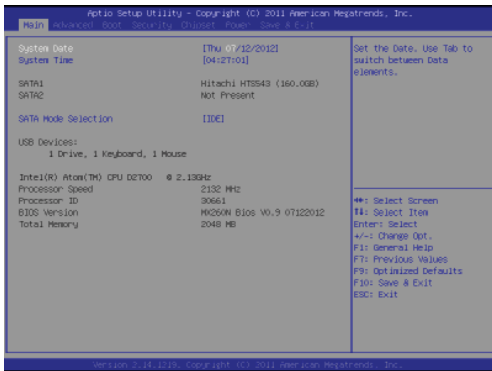 Aptio Setup Utility - Copyright (C) 2011 American Megatrends, Inc.
Main Advanced Boot Security Chipset Power Save & Exit
System Date [Thu 07/12/2012]
System Time [04:27:01]
SATA1 Hitachi HTS543 (160.0GB)
SATA2 Not Present
SATA Mode Selection [IDE]
USB Devices:
1 Drive, 1 Keyboard, 1 Mouse
Intel(R) Atom(TM) CPU D2700 @ 2.13GHz
Processor Speed 2132 MHz
Processor ID 30661
BIOS Version MX260N Bios V0.9 07122012
Total Memory 2048 MB
Set the Date. Use Tab to
switch between Data
elements.
↔: Select Screen
↑↓: Select Item
Enter: Select
+/-: Change Opt.
F1: General Help
F7: Previous Values
F9: Optimized Defaults
F10: Save & Exit
ESC: Exit
Version 2.14.1219. Copyright (C) 2011 American Megatrends, Inc.